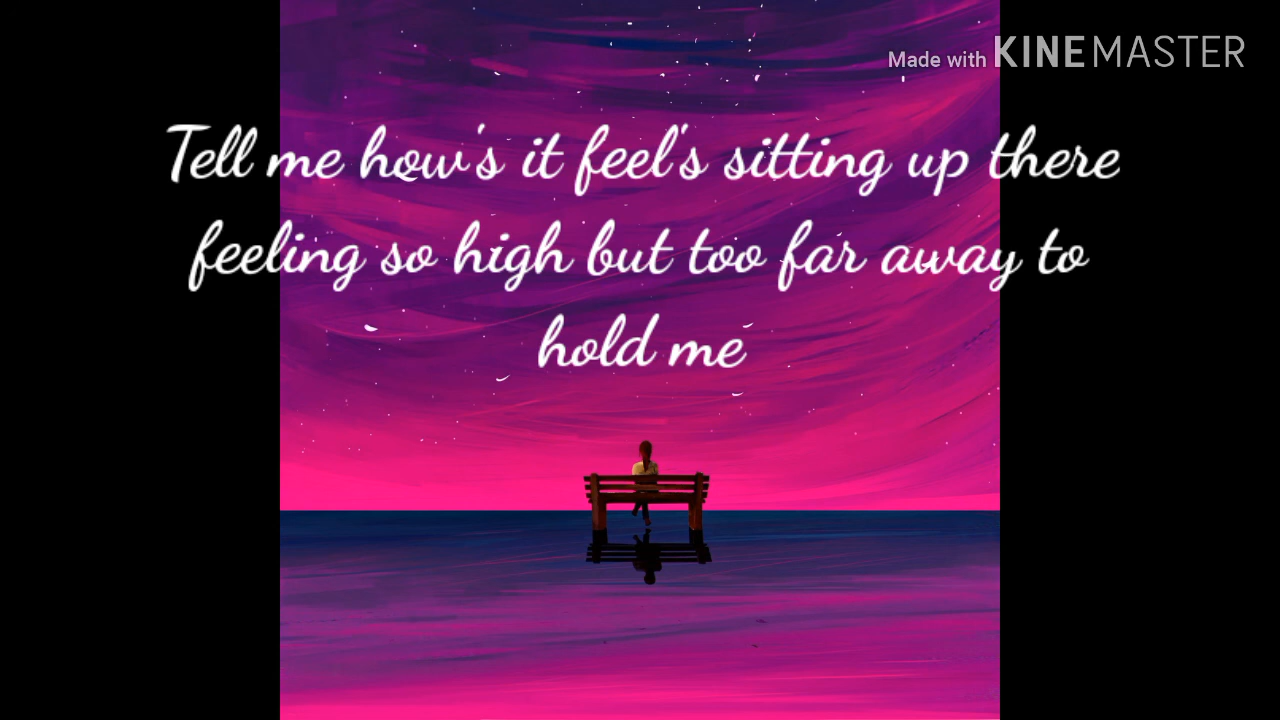 Made with KINEMASTER
Tell me how's it feel's sitting up there
feeling so high but too far away to
hold me